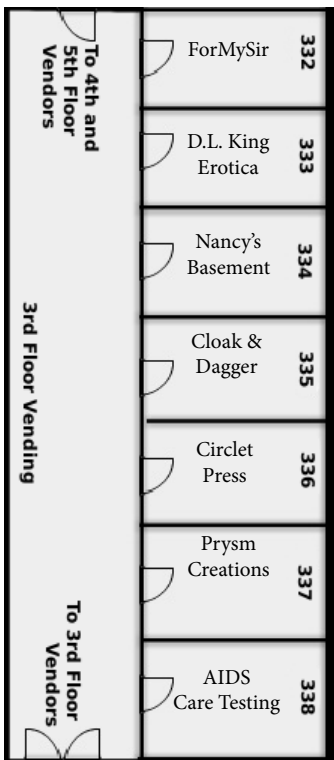 To 4th and
5th Floor
Vendors
ForMySir
332
D.L. King
Erotica
333
Nancy’s
Basement
334
3rd Floor Vending
Cloak &
Dagger
335
Circlet
Press
336
Prysm
Creations
337
To 3rd Floor
Vendors
AIDS
Care Testing
338